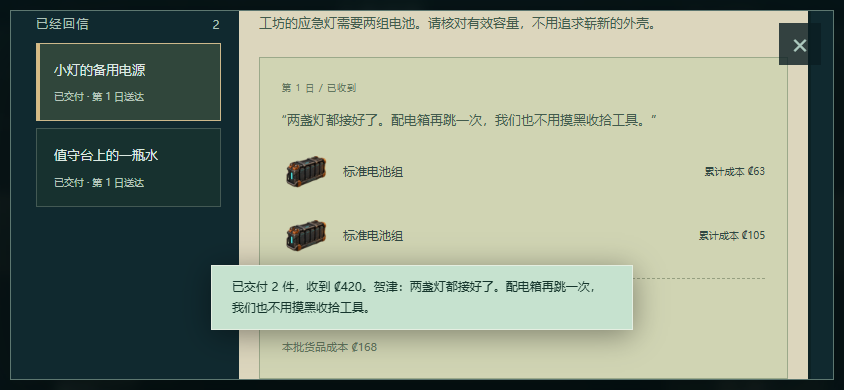 已经回信 2
小灯的备用电源
已交付 · 第 1 日送达
值守台上的一瓶水
已交付 · 第 1 日送达
工坊的应急灯需要两组电池。请核对有效容量，不用追求崭新的外壳。
×
第 1 日 / 已收到
“两盏灯都接好了。配电箱再跳一次，我们也不用摸黑收拾工具。”
标准电池组 累计成本 ₡63
标准电池组 累计成本 ₡105
已交付 2 件，收到 ₡420。贺津：两盏灯都接好了。配电箱再跳一次，
我们也不用摸黑收拾工具。
本批货品成本 ₡168